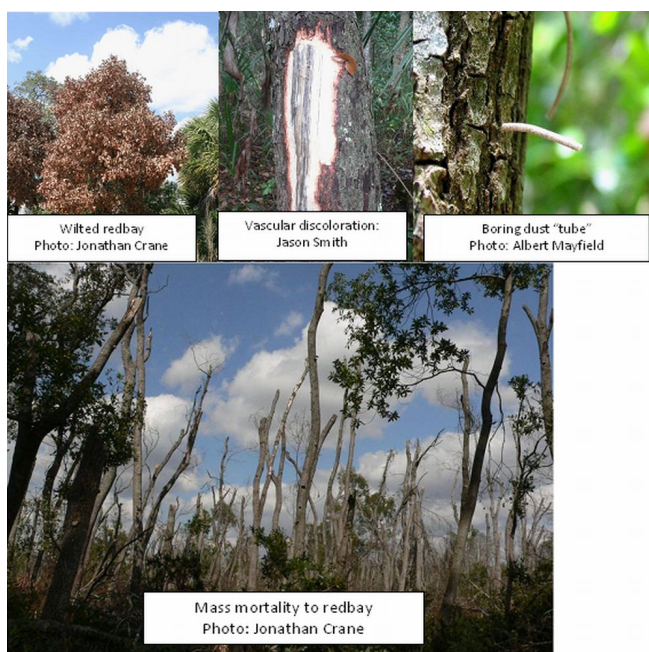 Wilted redbay
Photo: Jonathan Crane
Vascular discoloration:
Jason Smith
Boring dust “tube”
Photo: Albert Mayfield
Mass mortality to redbay
Photo: Jonathan Crane